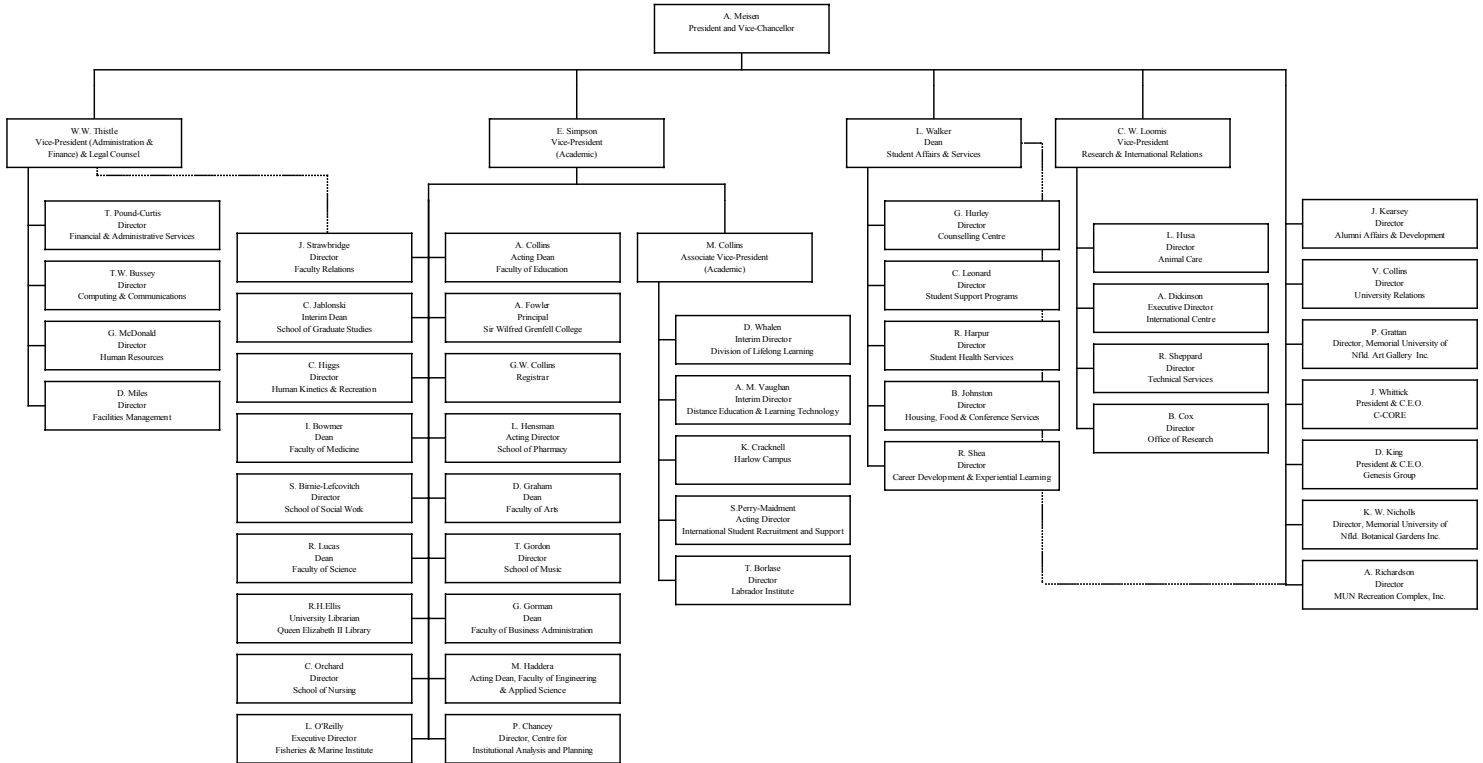 A. Meisen
President and Vice-Chancellor
W.W. Thistle
Vice-President (Administration &
Finance) & Legal Counsel
E. Simpson
Vice-President
(Academic)
L. Walker
Dean
Student Affairs & Services
C. W. Loomis
Vice-President
Research & International Relations
T. Pound-Curtis
Director
Financial & Administrative Services
T.W. Bussey
Director
Computing & Communications
G. McDonald
Director
Human Resources
D. Miles
Director
Facilities Management
J. Strawbridge
Director
Faculty Relations
C. Jablonski
Interim Dean
School of Graduate Studies
C. Higgs
Director
Human Kinetics & Recreation
I. Bowmer
Dean
Faculty of Medicine
S. Birnie-Lefcovitch
Director
School of Social Work
R. Lucas
Dean
Faculty of Science
R.H.Ellis
University Librarian
Queen Elizabeth II Library
C. Orchard
Director
School of Nursing
L. O'Reilly
Executive Director
Fisheries & Marine Institute
A. Collins
Acting Dean
Faculty of Education
A. Fowler
Principal
Sir Wilfred Grenfell College
G.W. Collins
Registrar
L. Hensman
Acting Director
School of Pharmacy
D. Graham
Dean
Faculty of Arts
T. Gordon
Director
School of Music
G. Gorman
Dean
Faculty of Business Administration
M. Haddera
Acting Dean, Faculty of Engineering
& Applied Science
P. Chancey
Director, Centre for
Institutional Analysis and Planning
M. Collins
Associate Vice-President
(Academic)
D. Whalen
Interim Director
Division of Lifelong Learning
A. M. Vaughan
Interim Director
Distance Education & Learning Technology
K. Cracknell
Harlow Campus
S.Perry-Maidment
Acting Director
International Student Recruitment and Support
T. Borlase
Director
Labrador Institute
G. Hurley
Director
Counselling Centre
C. Leonard
Director
Student Support Programs
R. Harpur
Director
Student Health Services
B. Johnston
Director
Housing, Food & Conference Services
R. Shea
Director
Career Development & Experiential Learning
L. Husa
Director
Animal Care
A. Dickinson
Executive Director
International Centre
R. Sheppard
Director
Technical Services
B. Cox
Director
Office of Research
J. Kearsey
Director
Alumni Affairs & Development
V. Collins
Director
University Relations
P. Grattan
Director, Memorial University of
Nfld. Art Gallery Inc.
J. Whittick
President & C.E.O.
C-CORE
D. King
President & C.E.O.
Genesis Group
K. W. Nicholls
Director, Memorial University of
Nfld. Botanical Gardens Inc.
A. Richardson
Director
MUN Recreation Complex, Inc.